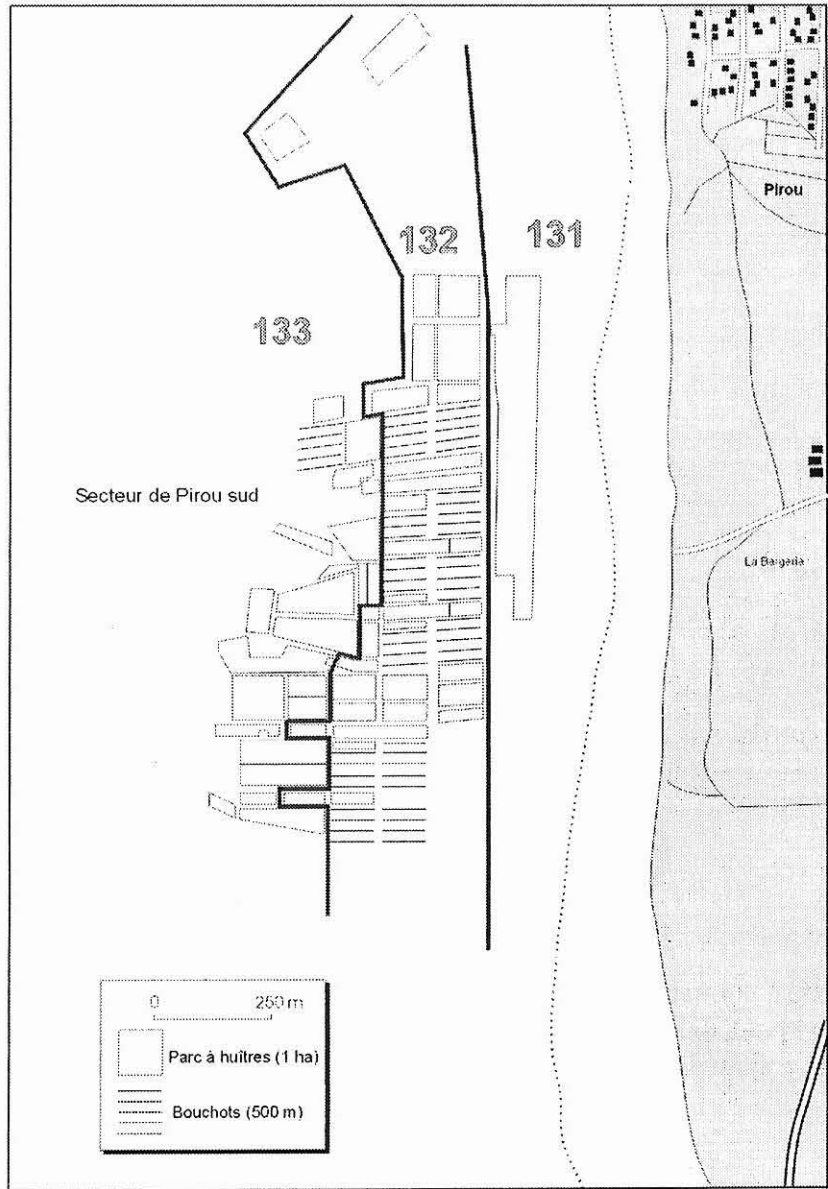 Pirou
132
131
133
Secteur de Pirou sud
La Bergerie
0 250 m
Parc à huîtres (1 ha)
Bouchots (500 m)